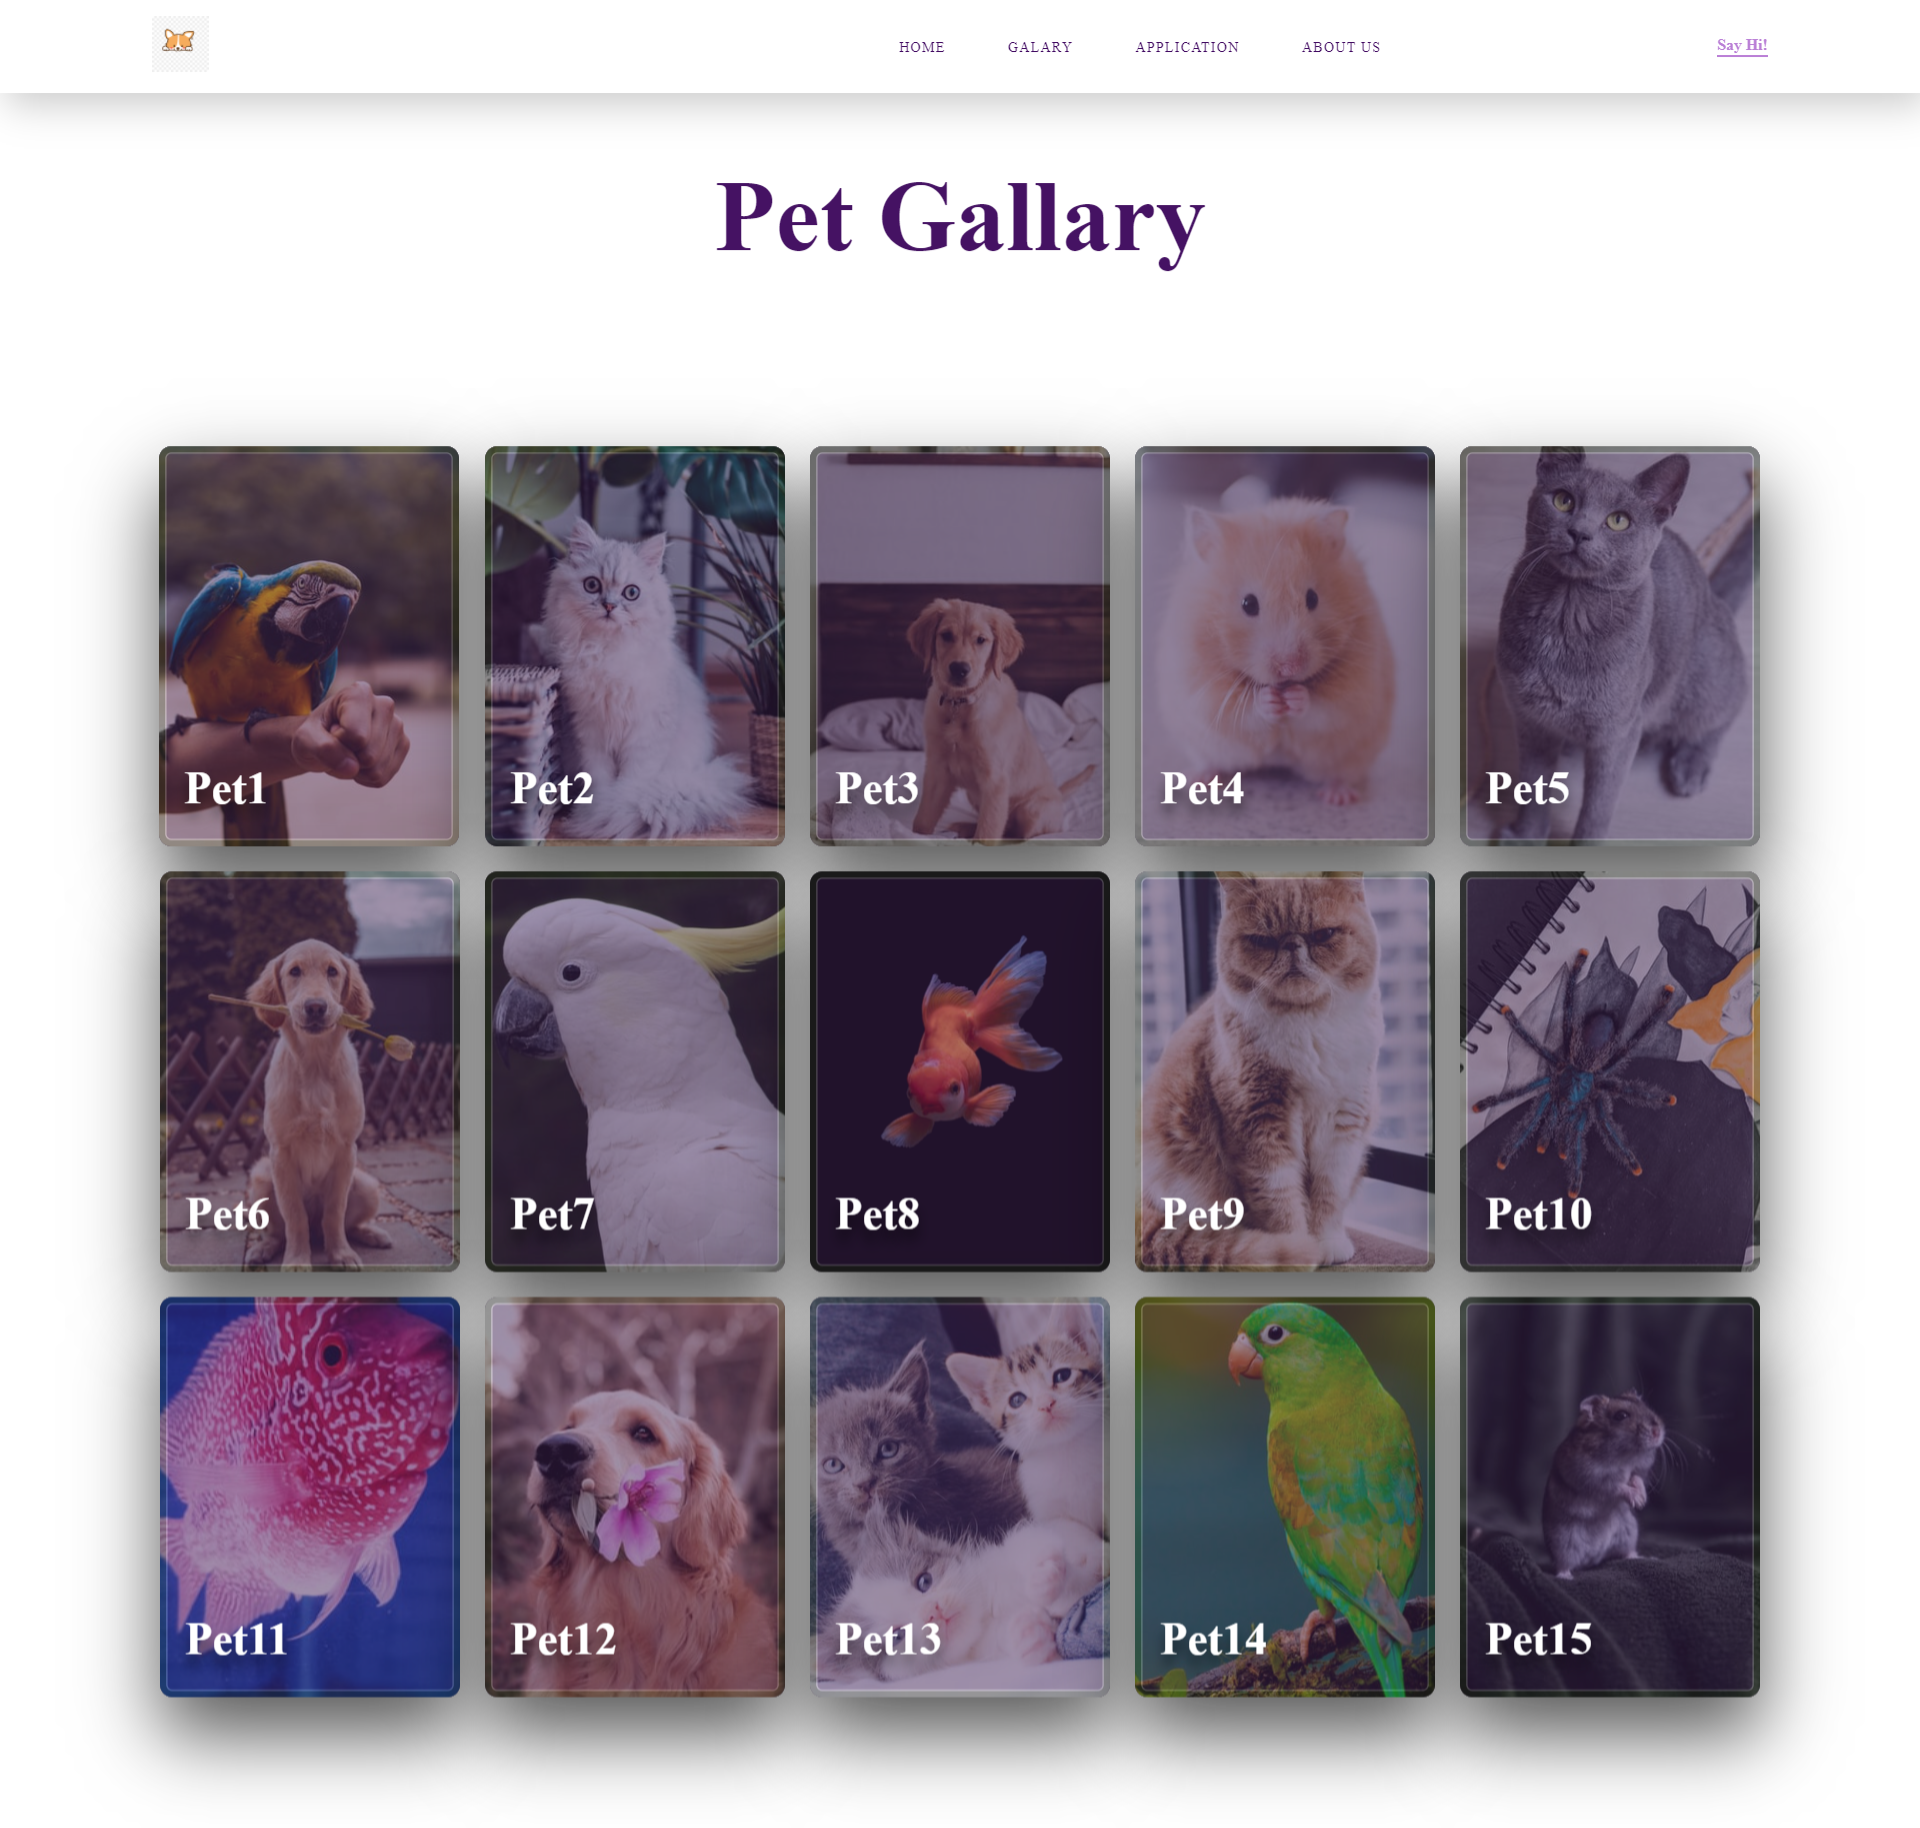 HOME GALARY APPLICATION ABOUT US Say Hi!
Pet Gallary
Pet1 Pet2 Pet3 Pet4 Pet5
Pet6 Pet7 Pet8 Pet9 Pet10
Pet11 Pet12 Pet13 Pet14 Pet15